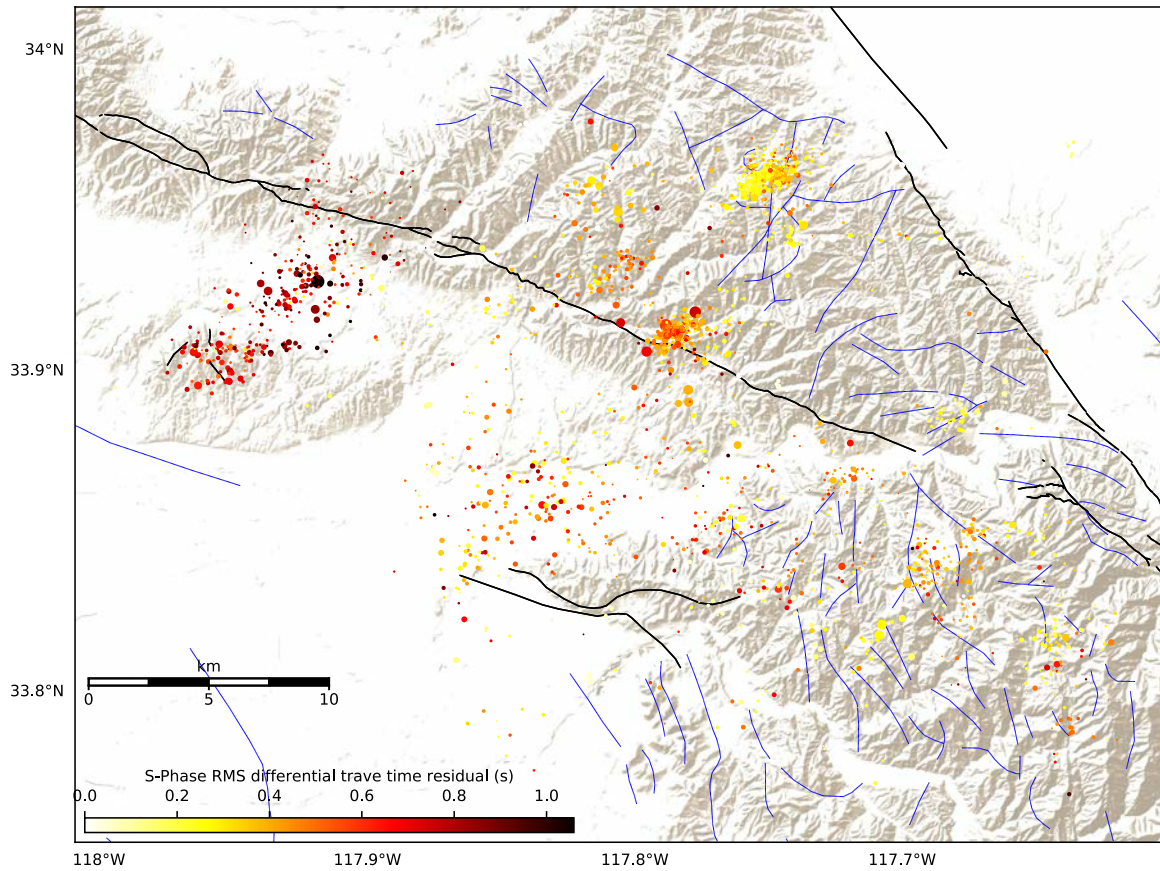 34°N
33.9°N
33.8°N
km
0 5 10
S-Phase RMS differential trave time residual (s)
0.0 0.2 0.4 0.6 0.8 1.0
118°W 117.9°W 117.8°W 117.7°W